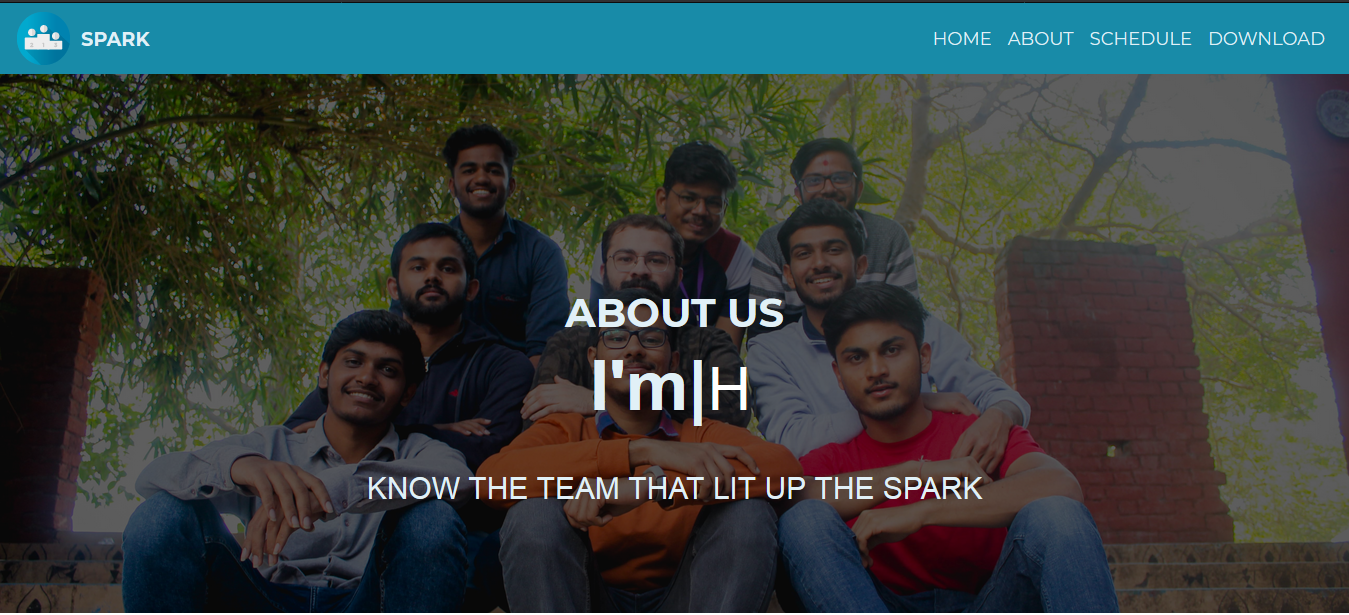 SPARK
HOME ABOUT SCHEDULE DOWNLOAD
ABOUT US
I'm|H
KNOW THE TEAM THAT LIT UP THE SPARK